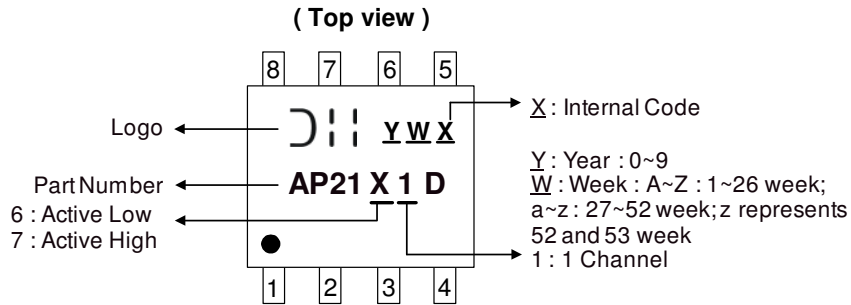 ( Top view )
8 7 6 5
Logo
Y W X
X : Internal Code
Part Number
AP21 X 1 D
6 : Active Low
7 : Active High
Y : Year : 0~9
W : Week : A~Z : 1~26 week;
a~z : 27~52 week; z represents
52 and 53 week
1 : 1 Channel
1 2 3 4